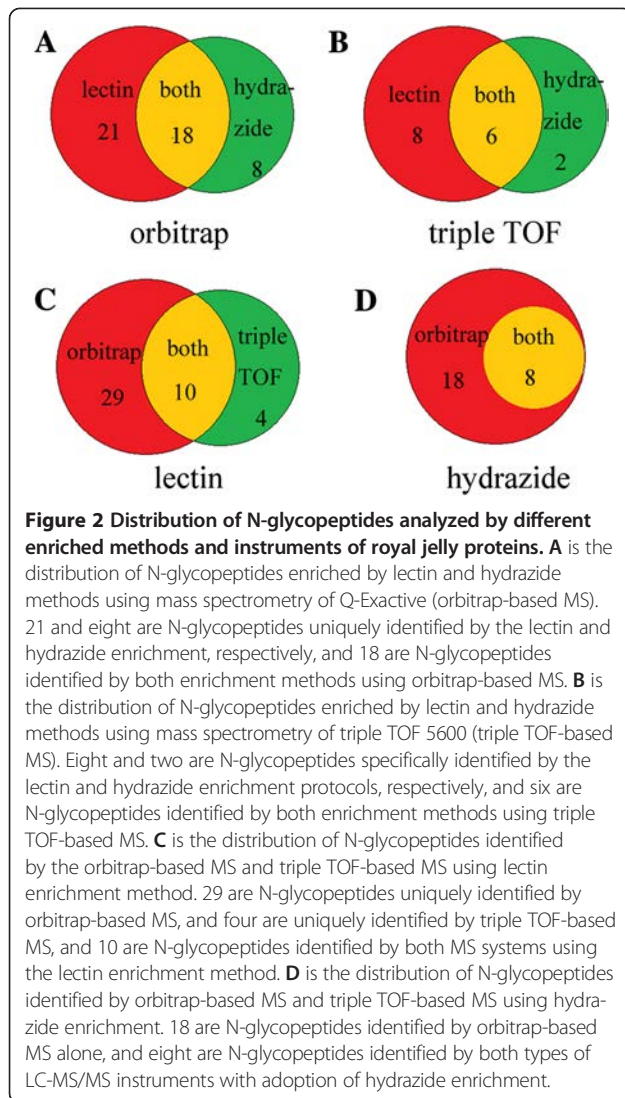 A
lectin
21
both
18
hydra-
zide
8
orbitrap
B
lectin
8
both
6
hydra-
zide
2
triple TOF
C
orbitrap
29
both
10
triple
TOF
4
lectin
D
orbitrap
18
both
8
hydrazide
Figure 2 Distribution of N-glycopeptides analyzed by different
enriched methods and instruments of royal jelly proteins. A is the
distribution of N-glycopeptides enriched by lectin and hydrazide
methods using mass spectrometry of Q-Exactive (orbitrap-based MS).
21 and eight are N-glycopeptides uniquely identified by the lectin and
hydrazide enrichment, respectively, and 18 are N-glycopeptides
identified by both enrichment methods using orbitrap-based MS. B is
the distribution of N-glycopeptides enriched by lectin and hydrazide
methods using mass spectrometry of triple TOF 5600 (triple TOF-based
MS). Eight and two are N-glycopeptides specifically identified by the
lectin and hydrazide enrichment protocols, respectively, and six are
N-glycopeptides identified by both enrichment methods using triple
TOF-based MS. C is the distribution of N-glycopeptides identified
by the orbitrap-based MS and triple TOF-based MS using lectin
enrichment method. 29 are N-glycopeptides uniquely identified by
orbitrap-based MS, and four are uniquely identified by triple TOF-based
MS, and 10 are N-glycopeptides identified by both MS systems using
the lectin enrichment method. D is the distribution of N-glycopeptides
identified by orbitrap-based MS and triple TOF-based MS using hydra-
zide enrichment. 18 are N-glycopeptides identified by orbitrap-based
MS alone, and eight are N-glycopeptides identified by both types of
LC-MS/MS instruments with adoption of hydrazide enrichment.